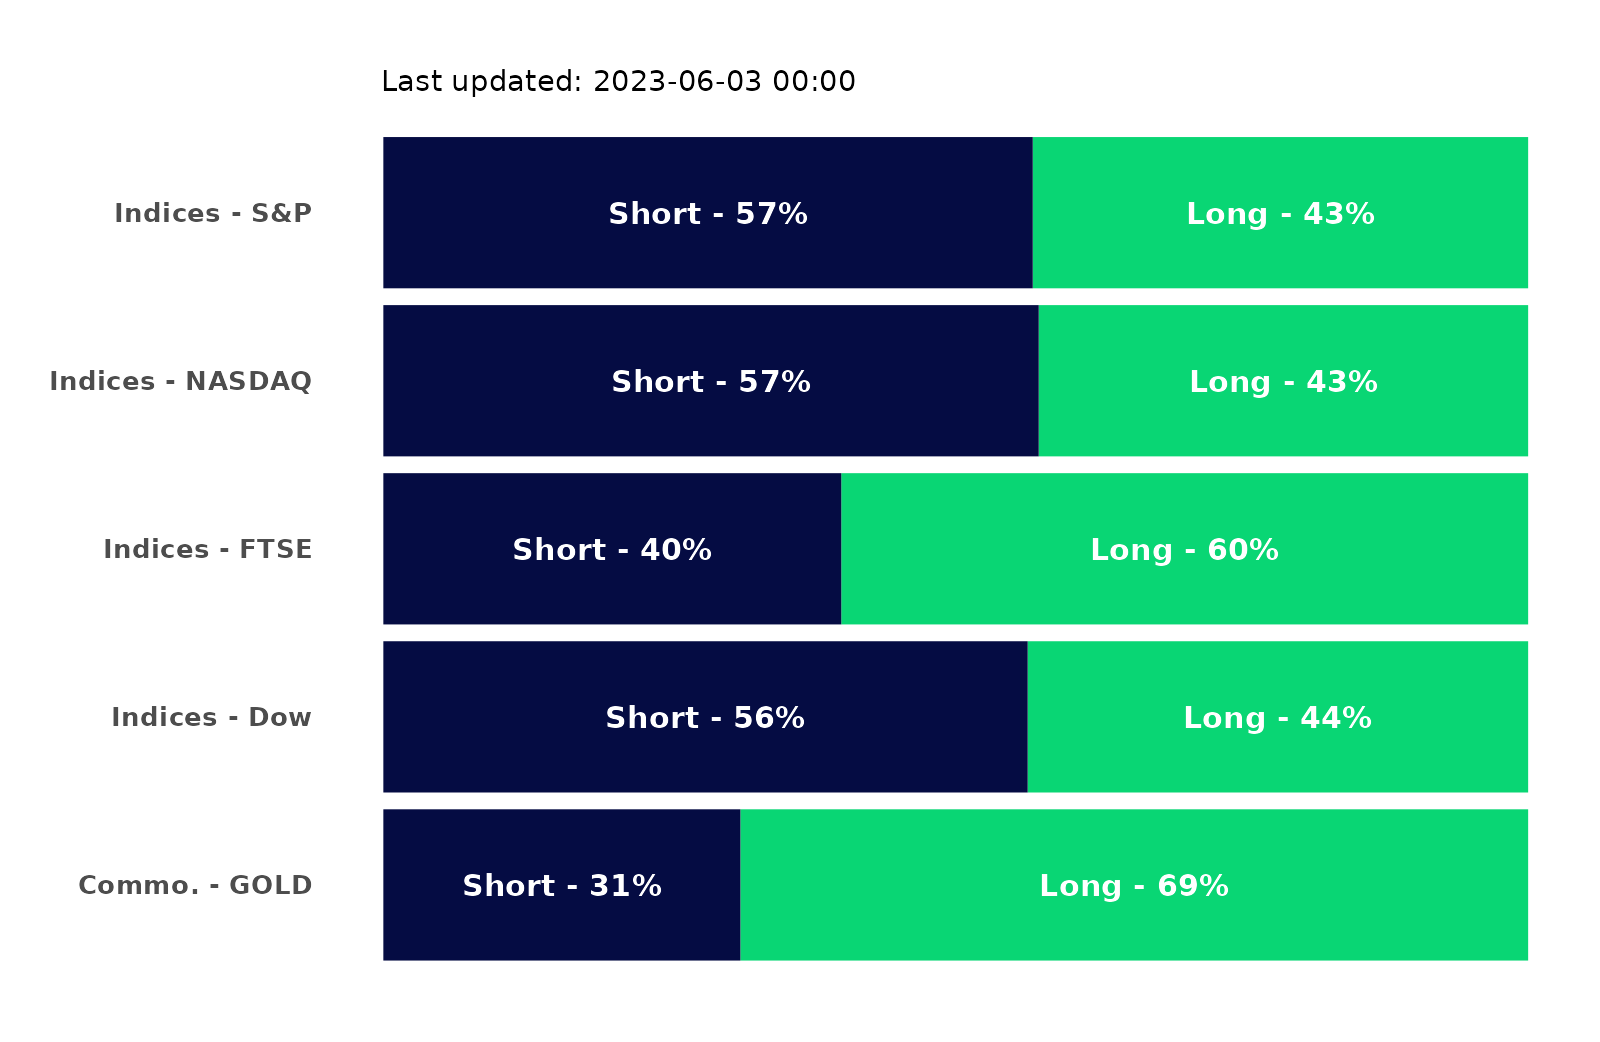 Last updated: 2023-06-03 00:00
Indices - S&P Short - 57% Long - 43%
Indices - NASDAQ Short - 57% Long - 43%
Indices - FTSE Short - 40% Long - 60%
Indices - Dow Short - 56% Long - 44%
Commo. - GOLD Short - 31% Long - 69%